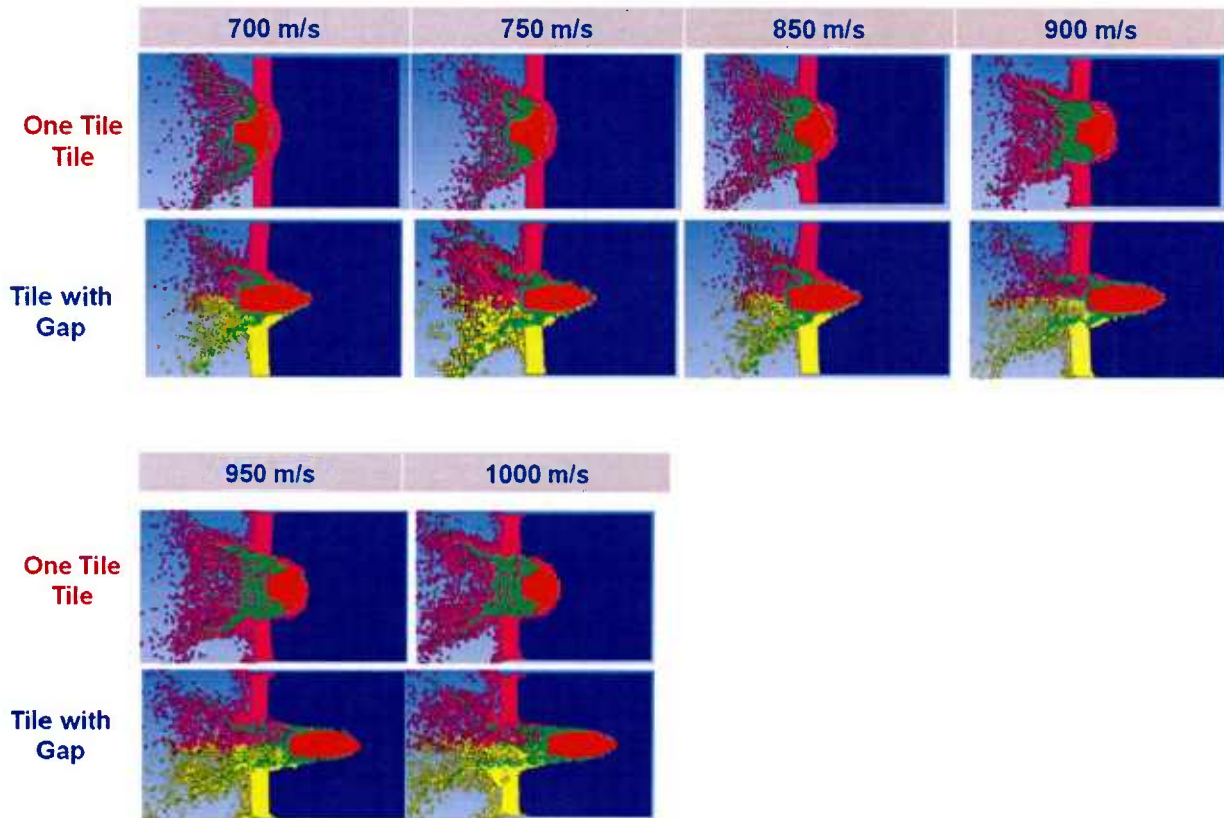 700 m/s
750 m/s
850 m/s
900 m/s
One Tile
Tile
Tile with
Gap
950 m/s
1000 m/s
One Tile
Tile
Tile with
Gap